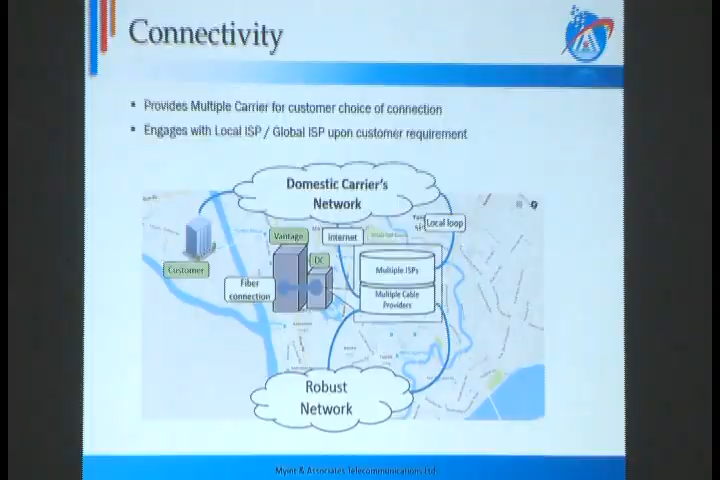 Connectivity
Provides Multiple Carrier for customer choice of connection
Engages with Local ISP / Global ISP upon customer requirement
Domestic Carrier's
Network
Local loop
Vantage
internet
Customer
DC
Multiple ISPs
Fiber
connection
Multiple Cable
Providers
Robust
Network
Myint & Associates Telecommunications Ltd.